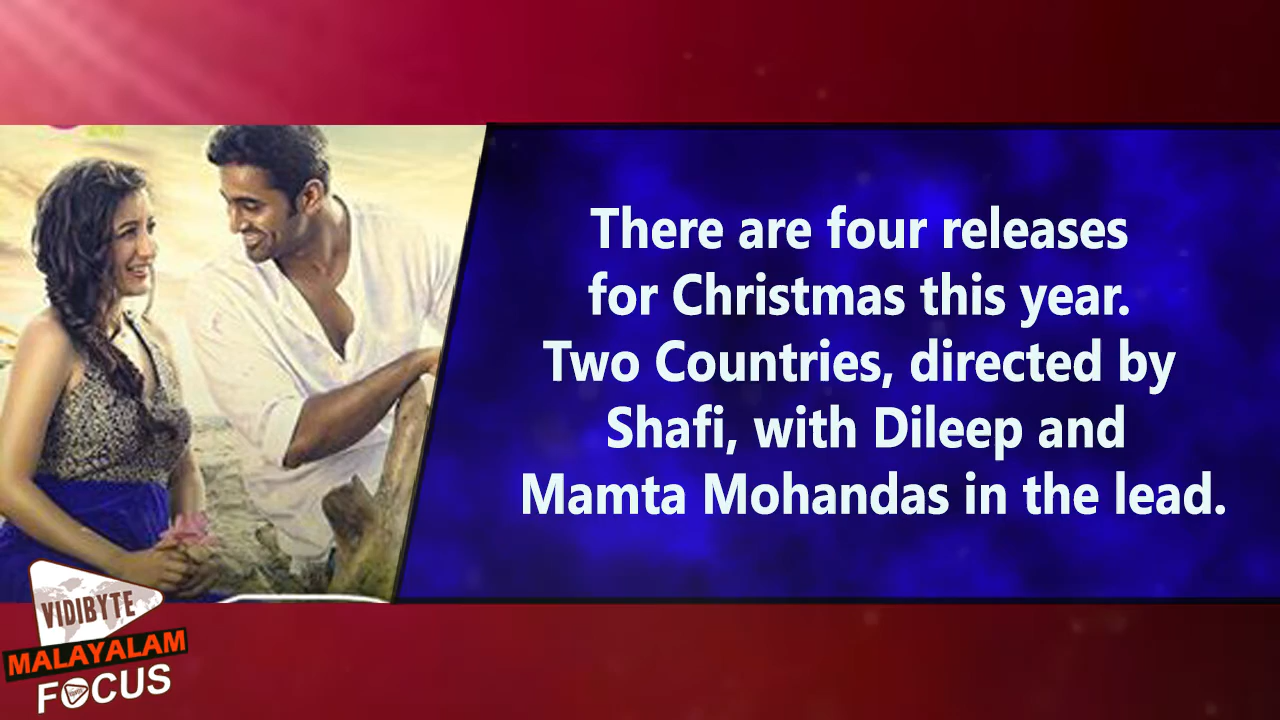 There are four releases
for Christmas this year.
Two Countries, directed by
Shafi, with Dileep and
Mamta Mohandas in the lead.
VIDIBYTE
MALAYALAM
FOCUS